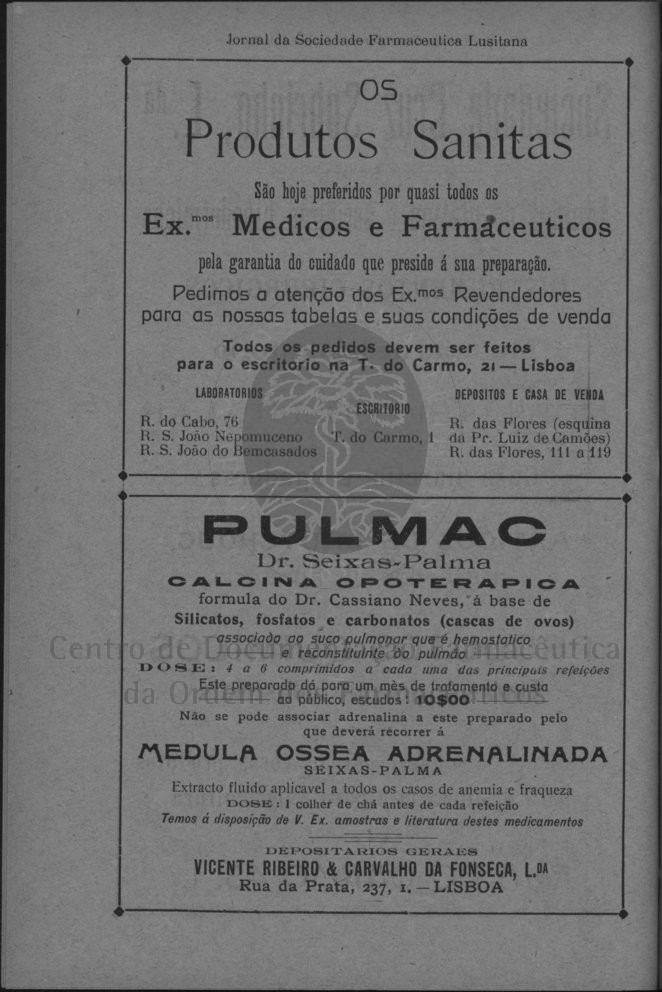 Jornal da Sociedade Farmaceutica Lusitana
OS
Produtos Sanitas
São hoje preferidos por quasi todos os
Ex.mos Medicos e Farmaceuticos
pela garantia do cuidado que preside á sua preparação.
Pedimos a atenção dos Ex.mos Revendedores
para as nossas tabelas e suas condições de venda
Todos os pedidos devem ser feitos
para o escritorio na T. do Carmo, 21 — Lisboa
LABORATORIOS
R. do Cabo, 76
R. S. João Nepomuceno
R. S. João do Bemcasados
ESCRITORIO
T. do Carmo, 1
DEPOSITOS E CASA DE VENDA
R. das Flores (esquina
da Pr. Luiz de Camões)
R. das Flores, 111 a 119
PULMAC
Dr. Seixas-Palma
CALCINA OPOTERAPICA
formula do Dr. Cassiano Neves, á base de
Silicatos, fosfatos e carbonatos (cascas de ovos)
associado ao suco pulmonar que é hemostatico
e reconstituinte do pulmão
DOSE: 4 a 6 comprimidos a cada uma das principais refeições
Este preparado dá para um mês de tratamento e custa
ao público, escudos: 10$00
Não se pode associar adrenalina a este preparado pelo
que deverá recorrer á
MEDULA OSSEA ADRENALINADA
SEIXAS-PALMA
Extracto fluido aplicavel a todos os casos de anemia e fraqueza
DOSE: 1 colher de chá antes de cada refeição
Temos á disposição de V. Ex. amostras e literatura destes medicamentos
DEPOSITARIOS GERAES
VICENTE RIBEIRO & CARVALHO DA FONSECA, L.DA
Rua da Prata, 237, 1. — LISBOA
Centro de Documentação Farmacêutica
da Ordem dos Farmacêuticos